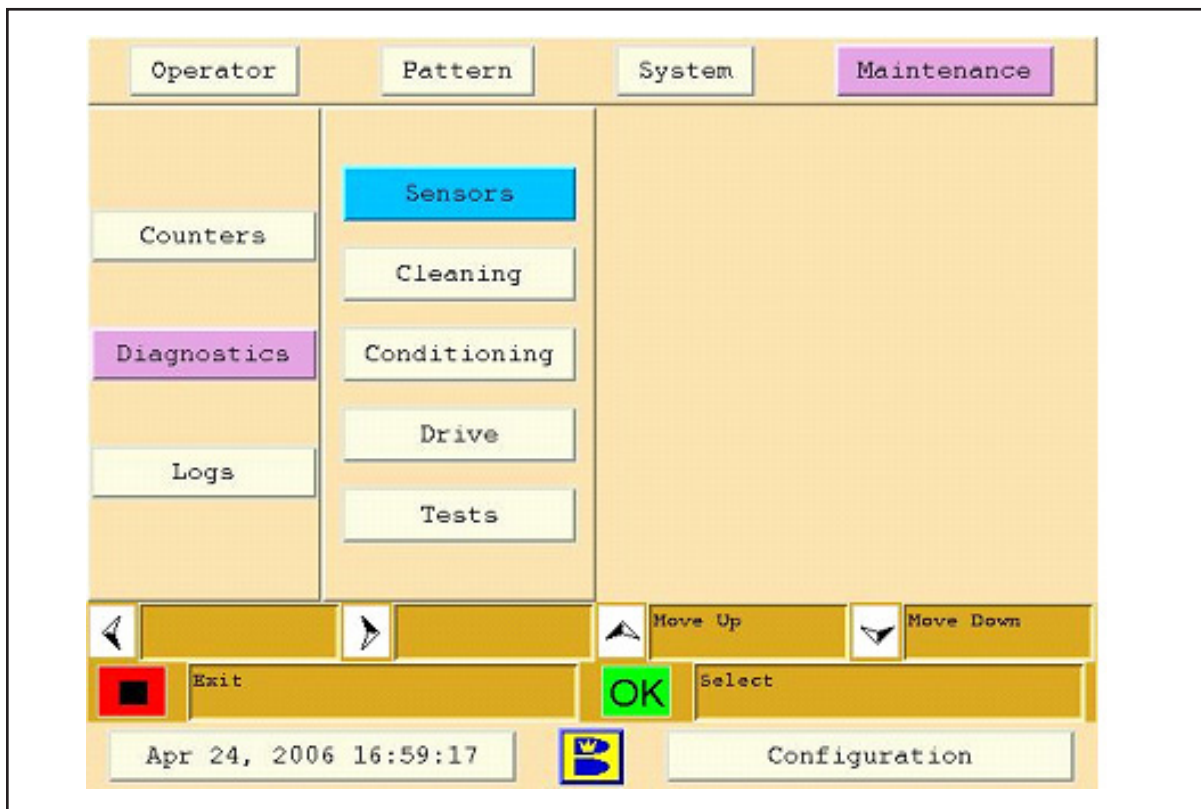 Operator Pattern System Maintenance
Counters
Diagnostics
Logs
Sensors
Cleaning
Conditioning
Drive
Tests
Move Up
Move Down
Exit
OK
Select
Apr 24, 2006 16:59:17
Configuration